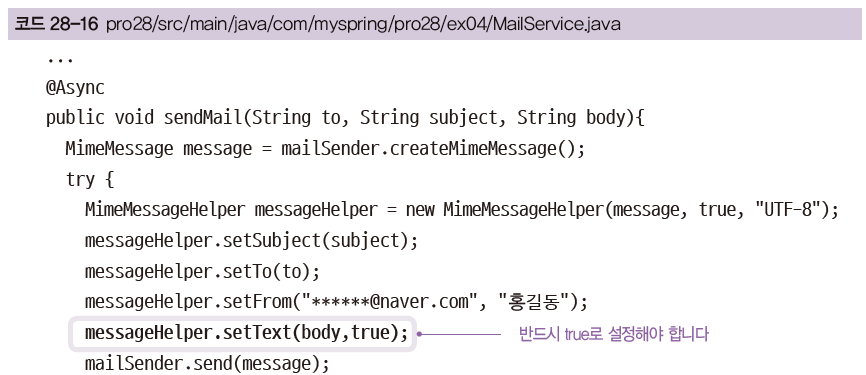 코드 28-16 pro28/src/main/java/com/myspring/pro28/ex04/MailService.java
...
@Async
public void sendMail(String to, String subject, String body){
MimeMessage message = mailSender.createMimeMessage();
try {
MimeMessageHelper messageHelper = new MimeMessageHelper(message, true, "UTF-8");
messageHelper.setSubject(subject);
messageHelper.setTo(to);
messageHelper.setFrom("******@naver.com", "홍길동");
messageHelper.setText(body,true); 반드시 true로 설정해야 합니다
mailSender.send(message);